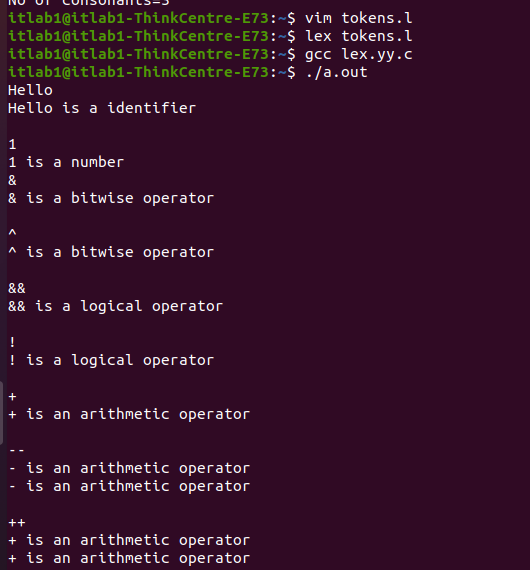 No of consonants=3
itlab1@itlab1-ThinkCentre-E73:~$ vim tokens.l
itlab1@itlab1-ThinkCentre-E73:~$ lex tokens.l
itlab1@itlab1-ThinkCentre-E73:~$ gcc lex.yy.c
itlab1@itlab1-ThinkCentre-E73:~$ ./a.out
Hello
Hello is a identifier
1
1 is a number
&
& is a bitwise operator
^
^ is a bitwise operator
&&
&& is a logical operator
!
! is a logical operator
+
+ is an arithmetic operator
--
- is an arithmetic operator
- is an arithmetic operator
++
+ is an arithmetic operator
+ is an arithmetic operator